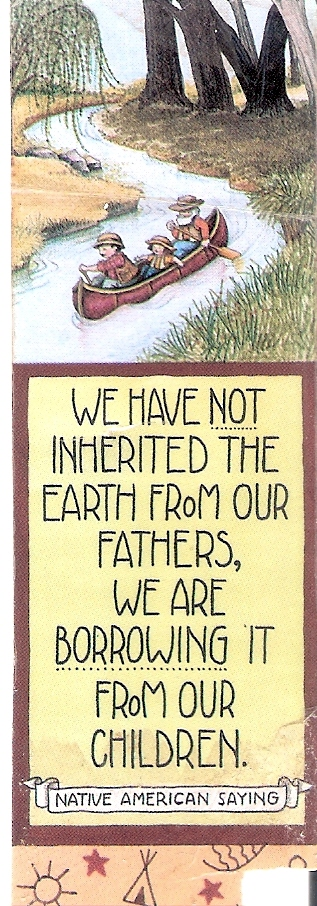 WE HAVE NOT
INHERITED THE
EARTH FROM OUR
FATHERS,
WE ARE
BORROWING IT
FROM OUR
CHILDREN.
NATIVE AMERICAN SAYING